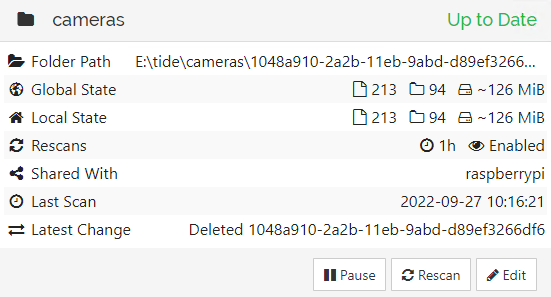 cameras Up to Date
Folder Path E:\tide\cameras\1048a910-2a2b-11eb-9abd-d89ef3266...
Global State 213 94 ~126 MiB
Local State 213 94 ~126 MiB
Rescans 1h Enabled
Shared With raspberrypi
Last Scan 2022-09-27 10:16:21
Latest Change Deleted 1048a910-2a2b-11eb-9abd-d89ef3266df6
Pause Rescan Edit